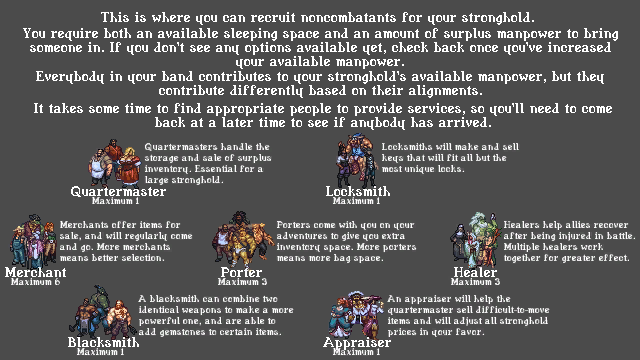 This is where you can recruit noncombatants for your stronghold.
You require both an available sleeping space and an amount of surplus manpower to bring
someone in. If you don't see any options available yet, check back once you've increased
your available manpower.
Everybody in your band contributes to your stronghold's available manpower, but they
contribute differently based on their alignments.
It takes some time to find appropriate people to provide services, so you'll need to come
back at a later time to see if anybody has arrived.
Quartermasters handle the
storage and sale of surplus
inventory. Essential for a
large stronghold.
Quartermaster
Maximum 1
Locksmiths will make and sell
keys that will fit all but the
most unique locks.
Locksmith
Maximum 1
Merchants offer items for
sale, and will regularly come
and go. More merchants
means better selection.
Merchant
Maximum 6
Porters come with you on your
adventures to give you extra
inventory space. More porters
means more bag space.
Porter
Maximum 3
Healers help allies recover
after being injured in battle.
Multiple healers work
together for greater effect.
Healer
Maximum 3
A blacksmith can combine two
identical weapons to make a more
powerful one, and are able to
add gemstones to certain items.
Blacksmith
Maximum 1
An appraiser will help the
quartermaster sell difficult-to-move
items and will adjust all stronghold
prices in your favor.
Appraiser
Maximum 1